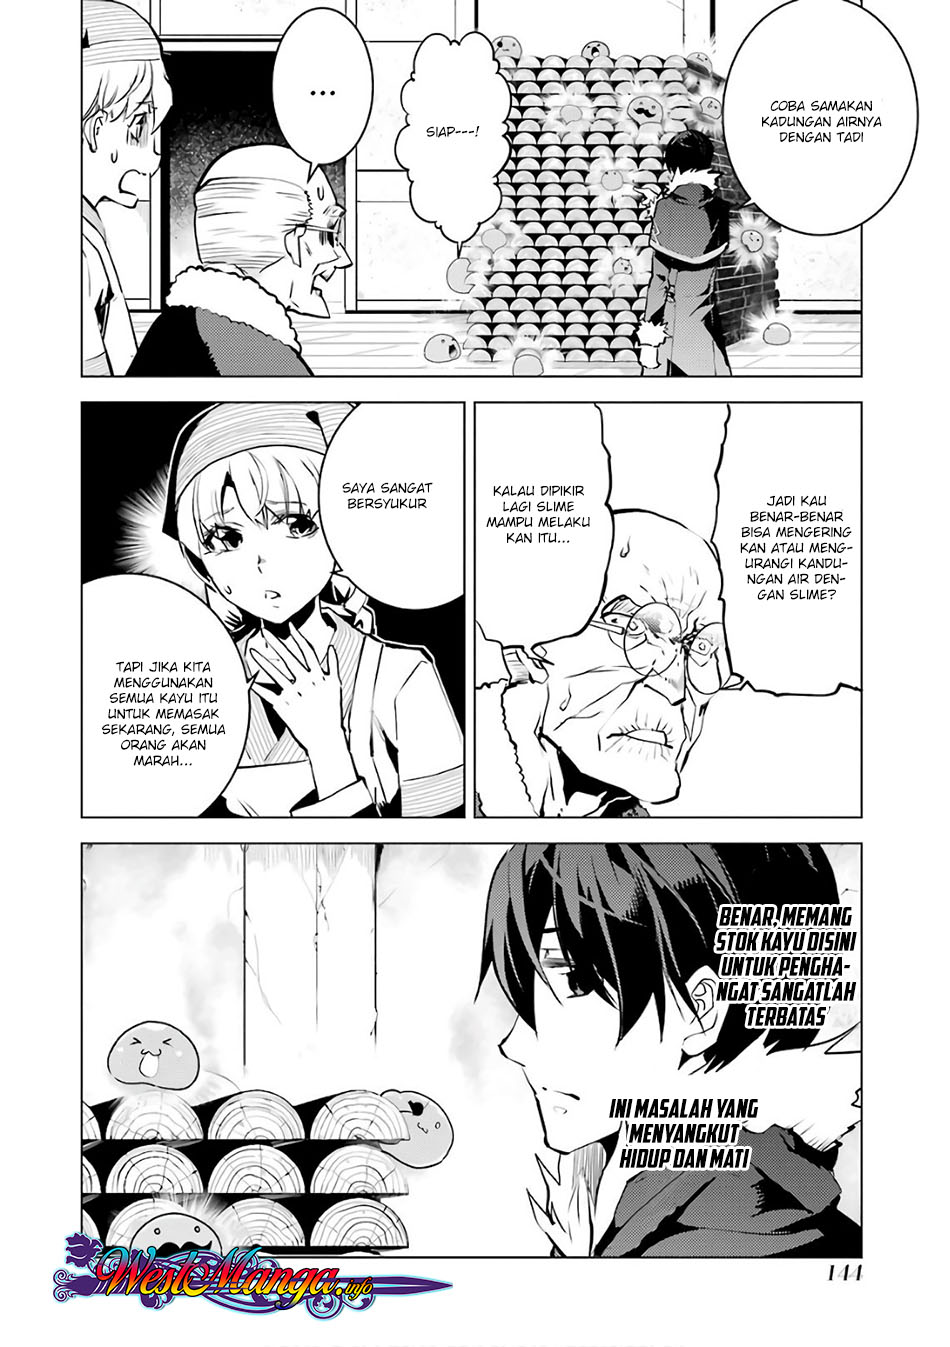 COBA SAMAKAN
KADUNGAN AIRNYA
DENGAN TADI
SIAP---!
...
JADI KAU
BENAR-BENAR
BISA MENGERING
KAN ATAU MENG-
URANGI KANDU-
NGAN AIR DEN-
GAN SLIME?
KALAU DIPIKIR
LAGI SLIME
MAMPU MELAKU
KAN ITU...
SAYA SANGAT
BERSYUKUR
TAPI JIKA KITA
MENGGUNAKAN
SEMUA KAYU ITU
UNTUK MEMASAK
SEKARANG, SEMUA
ORANG AKAN
MARAH...
BENAR, MEMANG
STOK KAYU DISINI
UNTUK PENGHA-
NGAT SANGATLAH
TERBATAS
INI MASALAH YANG
MENYANGKUT
HIDUP DAN MATI
WestManga.info
144